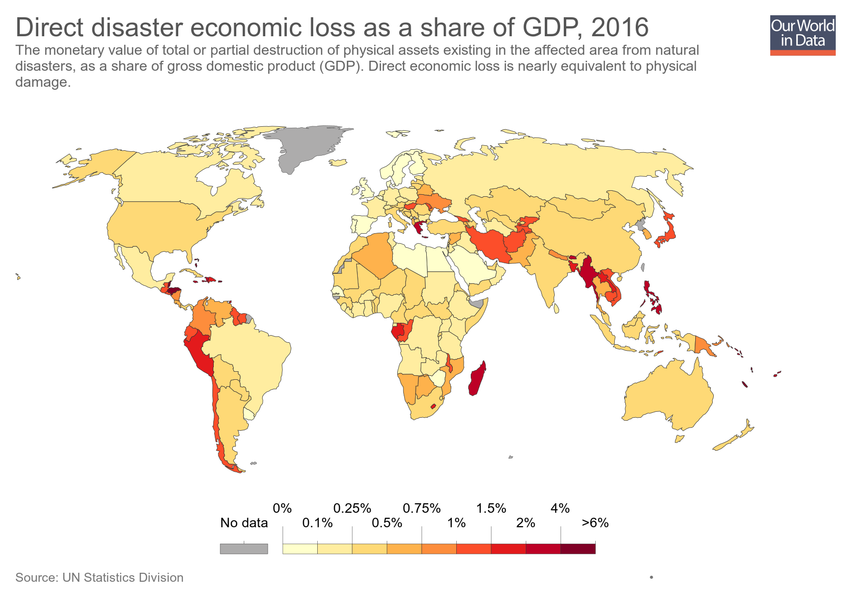 Direct disaster economic loss as a share of GDP, 2016
Our World
in Data
The monetary value of total or partial destruction of physical assets existing in the affected area from natural
disasters, as a share of gross domestic product (GDP). Direct economic loss is nearly equivalent to physical
damage.
0% 0.25% 0.75% 1.5% 4%
No data 0.1% 0.5% 1% 2% >6%
Source: UN Statistics Division